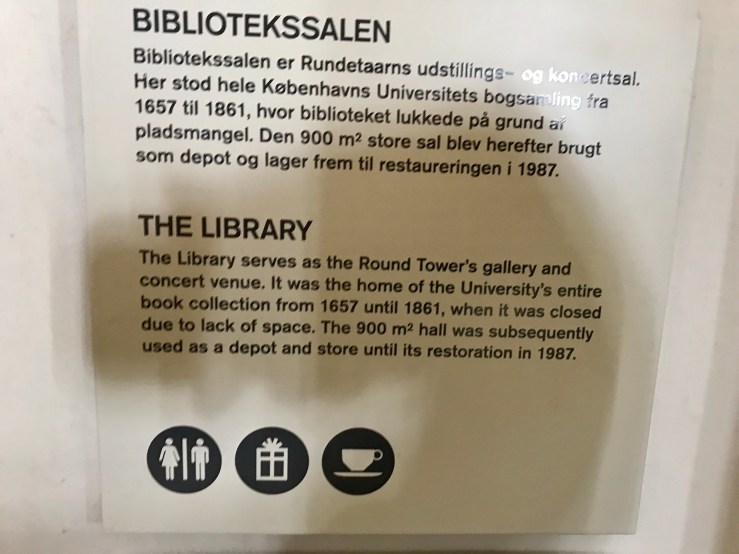 BIBLIOTEKSSALEN
Bibliotekssalen er Rundetaarns udstillings- og koncertsal.
Her stod hele Københavns Universitets bogsamling fra
1657 til 1861, hvor biblioteket lukkede på grund af
pladsmangel. Den 900 m² store sal blev herefter brugt
som depot og lager frem til restaureringen i 1987.
THE LIBRARY
The Library serves as the Round Tower's gallery and
concert venue. It was the home of the University's entire
book collection from 1657 until 1861, when it was closed
due to lack of space. The 900 m² hall was subsequently
used as a depot and store until its restoration in 1987.